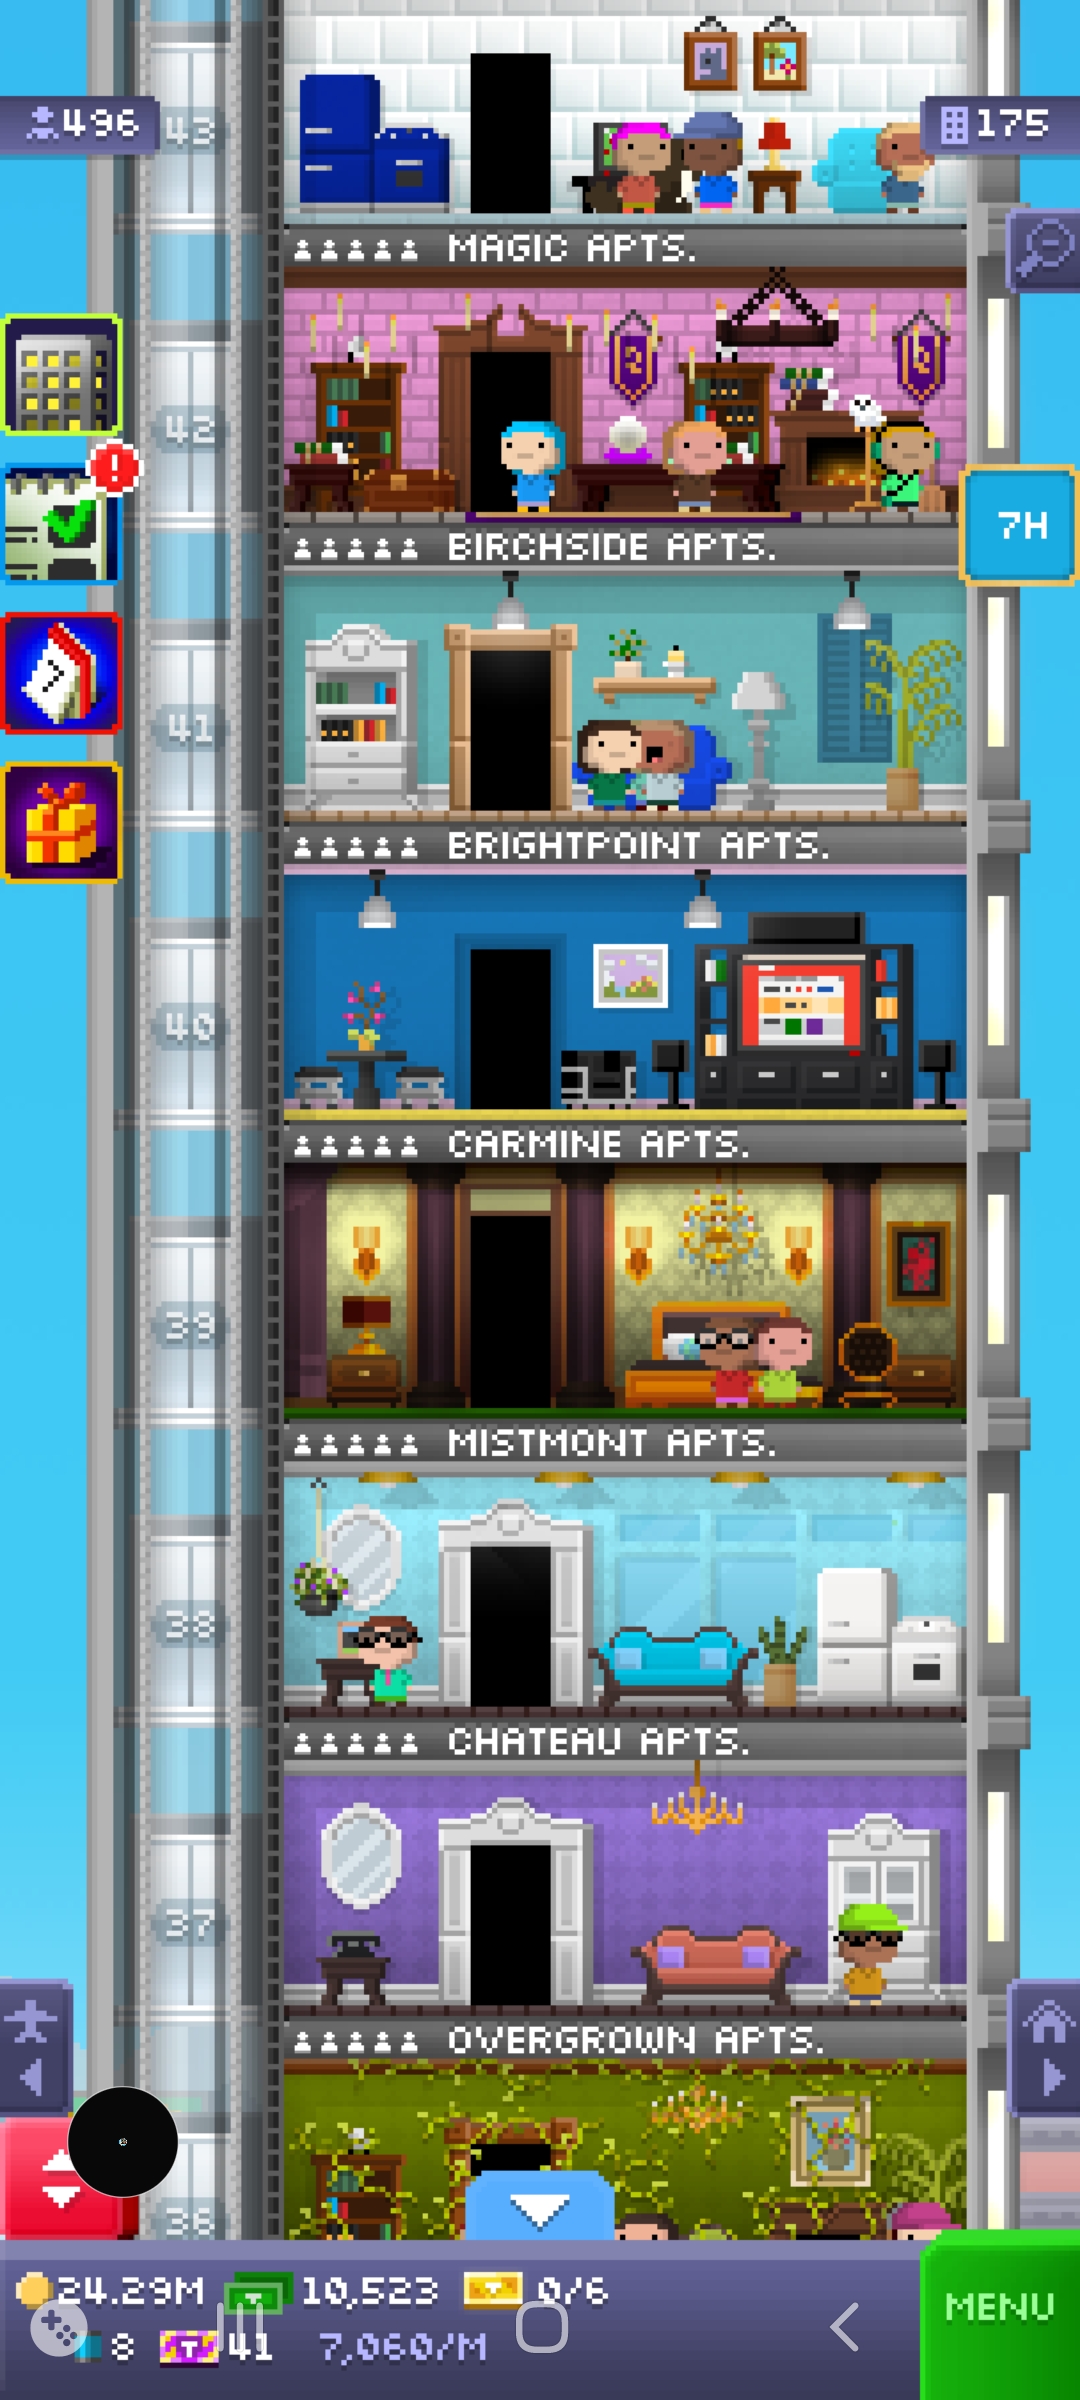 496
43
175
MAGIC APTS.
42
BIRCHSIDE APTS.
7H
41
BRIGHTPOINT APTS.
40
CARMINE APTS.
39
MISTMONT APTS.
38
CHATEAU APTS.
37
OVERGROWN APTS.
36
24.29M 10,523 0/6
8 41 7,060/M
MENU